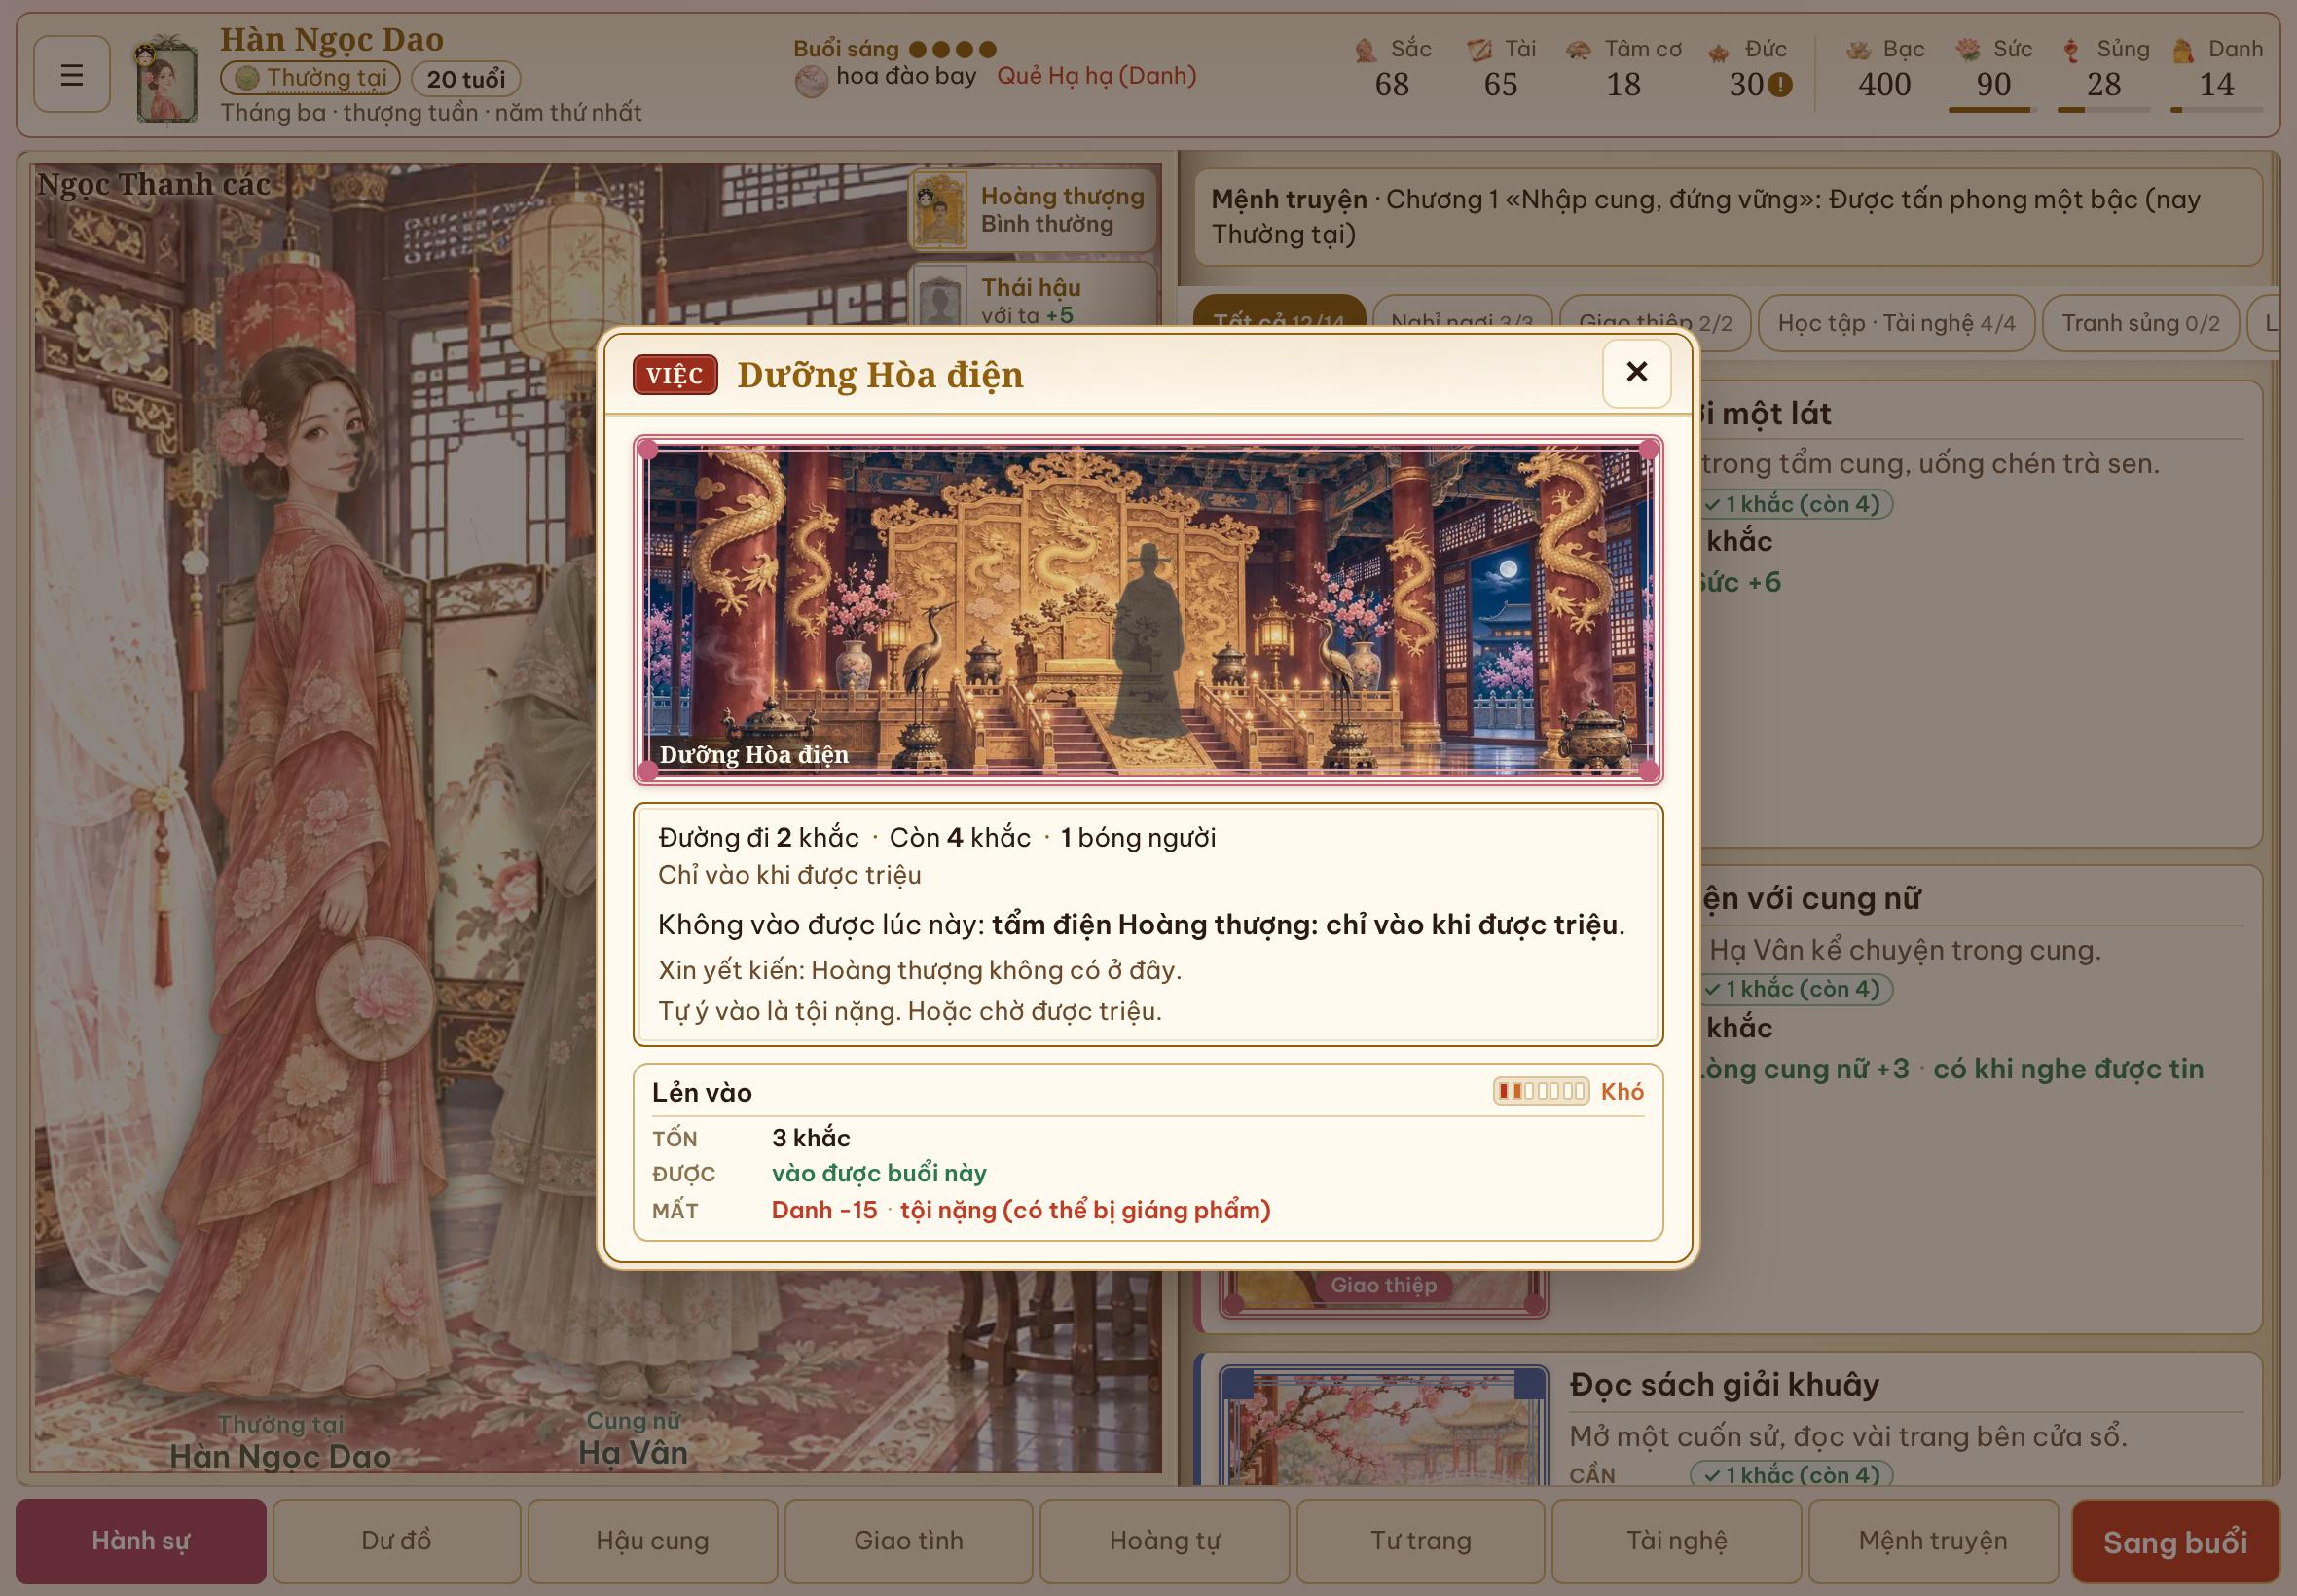 Hàn Ngọc Dao
Thường tại
20 tuổi
Tháng ba · thượng tuần · năm thứ nhất
Buổi sáng
hoa đào bay Quẻ Hạ hạ (Danh)
Sắc
68
Tài
65
Tâm cơ
18
Đức
30
Bạc
400
Sức
90
Sủng
28
Danh
14
Ngọc Thanh các
Hoàng thượng
Bình thường
Thái hậu
với ta +5
Thường tại
Hàn Ngọc Dao
Cung nữ
Hạ Vân
Mệnh truyện · Chương 1 «Nhập cung, đứng vững»: Được tấn phong một bậc (nay
Thường tại)
Tất cả 12/14
Nghỉ ngơi 3/3
Giao thiệp 2/2
Học tập · Tài nghệ 4/4
Tranh sủng 0/2
VIỆC
Dưỡng Hòa điện
✕
Dưỡng Hòa điện
Đường đi 2 khắc · Còn 4 khắc · 1 bóng người
Chỉ vào khi được triệu
Không vào được lúc này: tẩm điện Hoàng thượng: chỉ vào khi được triệu.
Xin yết kiến: Hoàng thượng không có ở đây.
Tự ý vào là tội nặng. Hoặc chờ được triệu.
Lẻn vào
Khó
TỐN 3 khắc
ĐƯỢC vào được buổi này
MẤT Danh -15 · tội nặng (có thể bị giáng phẩm)
một lát
trong tẩm cung, uống chén trà sen.
✓ 1 khắc (còn 4)
khắc
Sức +6
với cung nữ
Hạ Vân kể chuyện trong cung.
✓ 1 khắc (còn 4)
khắc
Lòng cung nữ +3 · có khi nghe được tin
Giao thiệp
Đọc sách giải khuây
Mở một cuốn sử, đọc vài trang bên cửa sổ.
CẦN ✓ 1 khắc (còn 4)
Hành sự
Dư đồ
Hậu cung
Giao tình
Hoàng tự
Tư trang
Tài nghệ
Mệnh truyện
Sang buổi